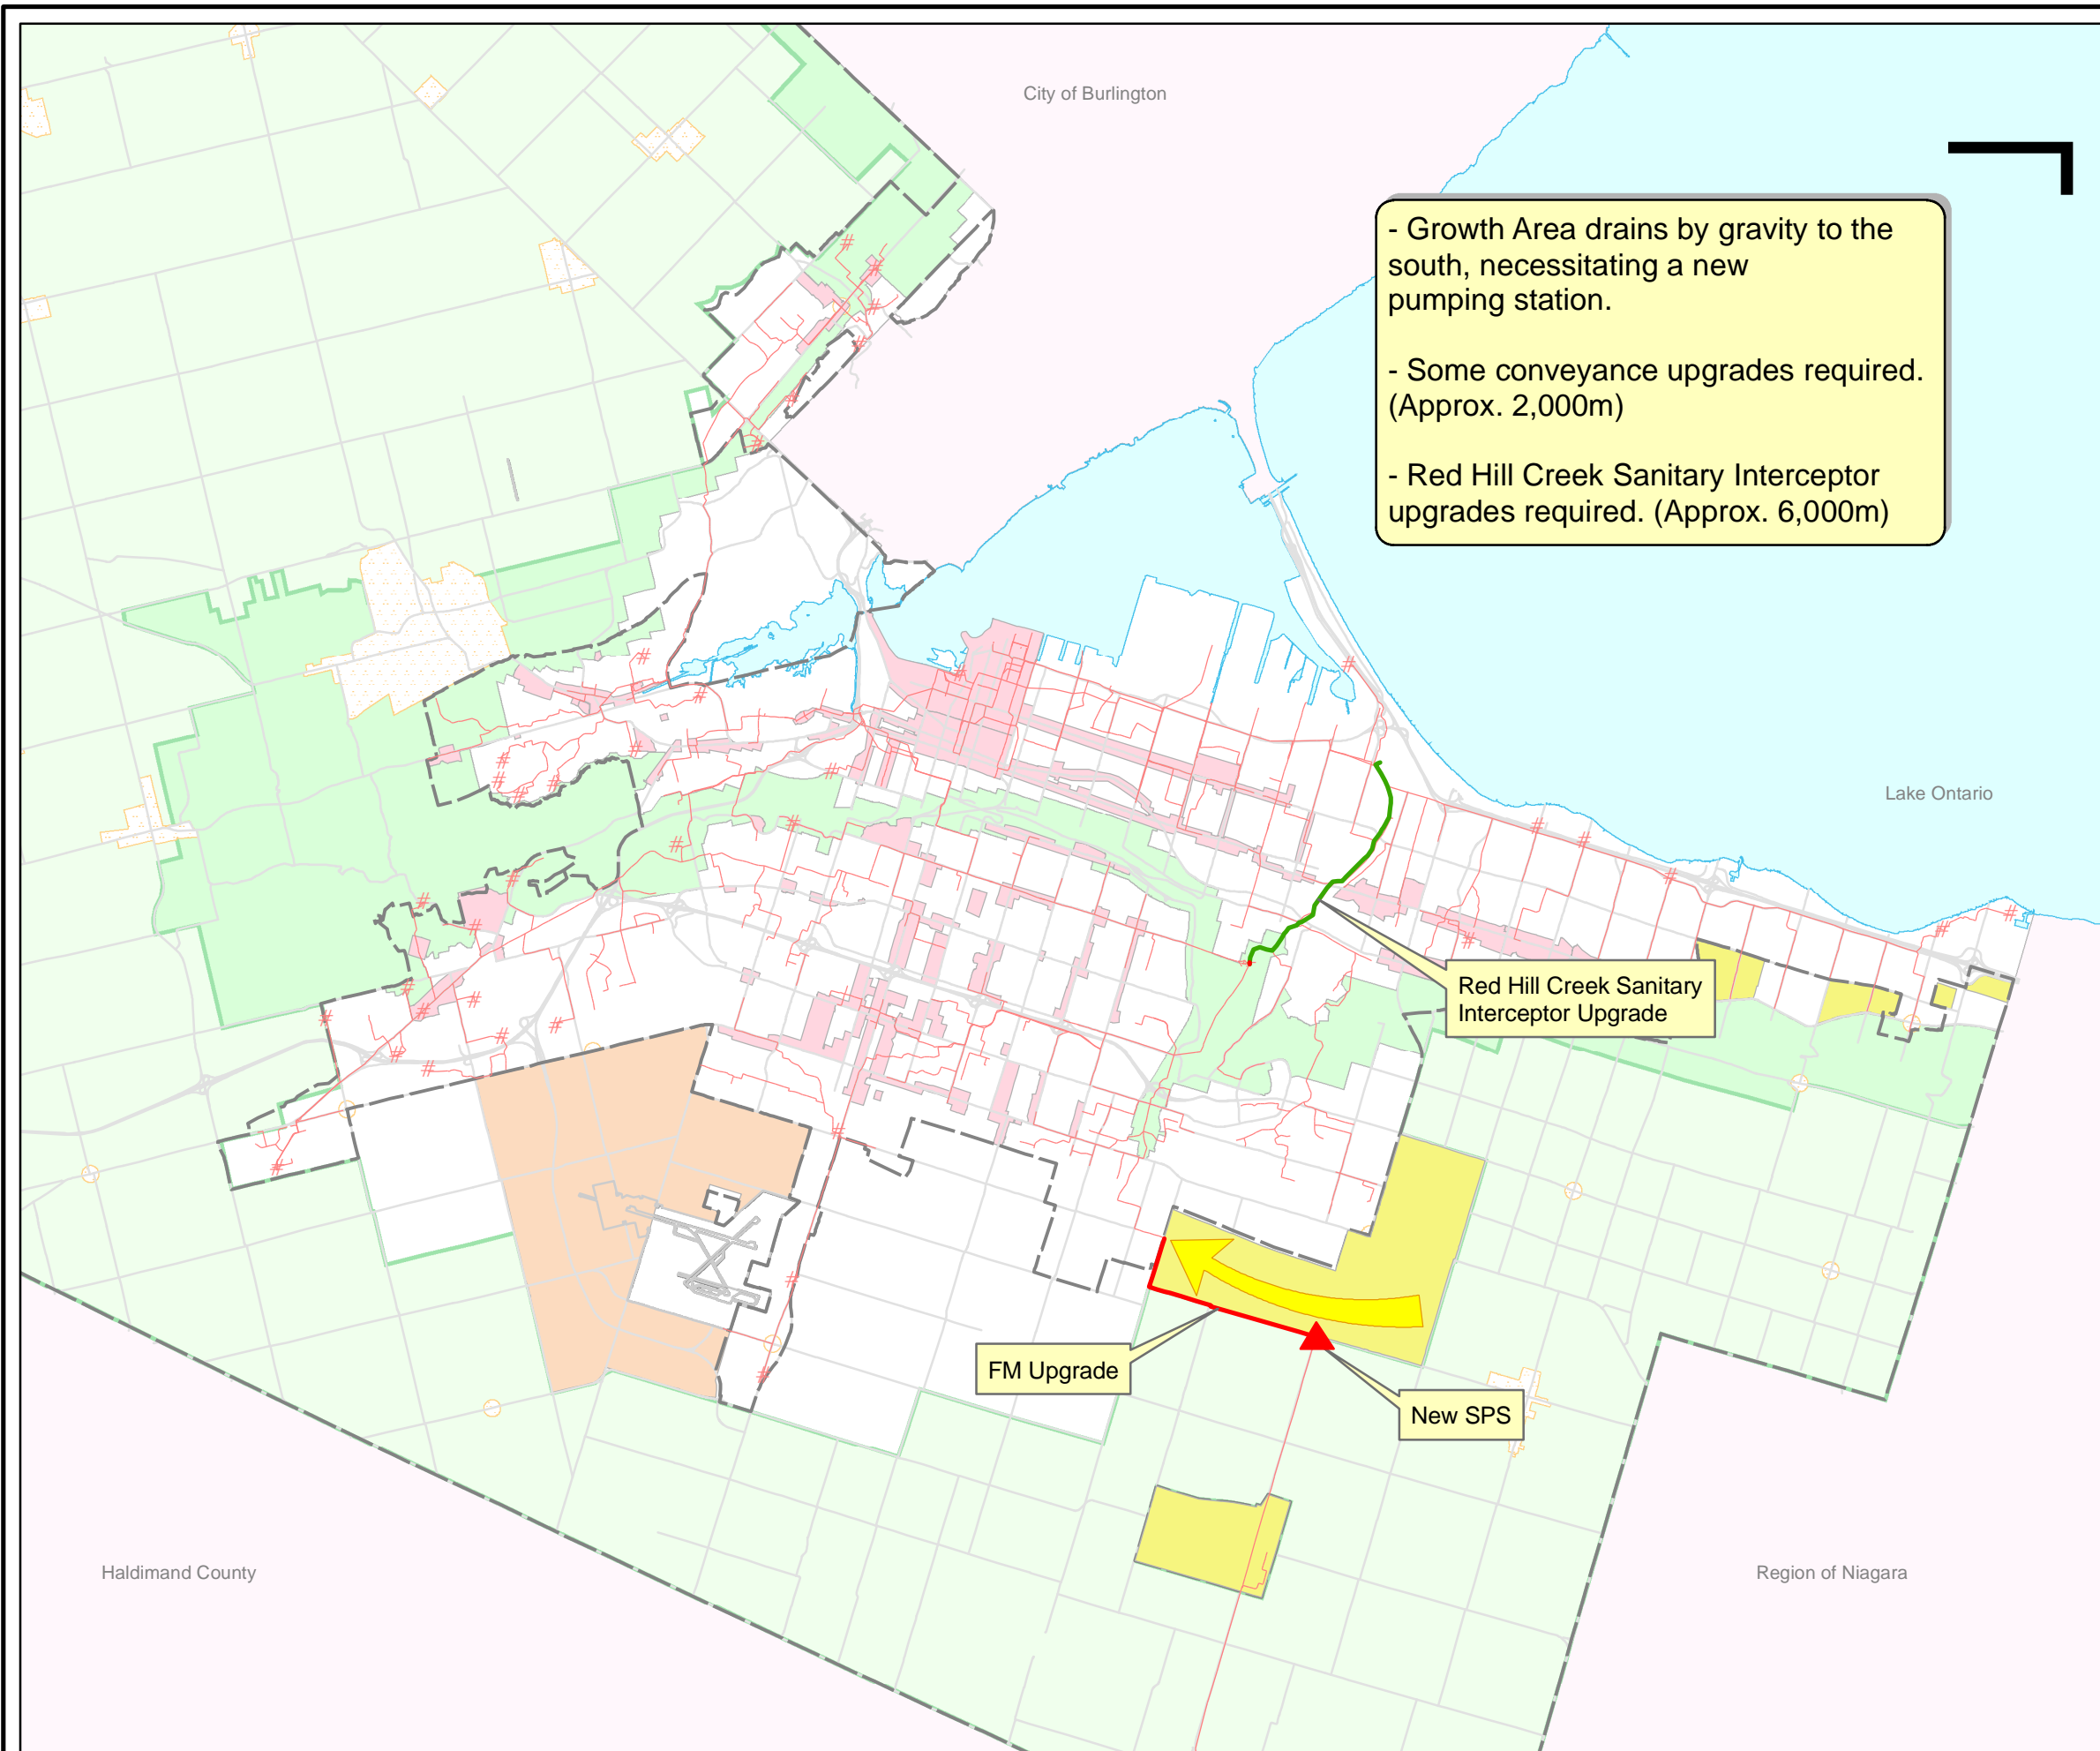 City of Burlington
- Growth Area drains by gravity to the
south, necessitating a new
pumping station.
- Some conveyance upgrades required.
(Approx. 2,000m)
- Red Hill Creek Sanitary Interceptor
upgrades required. (Approx. 6,000m)
Lake Ontario
Red Hill Creek Sanitary
Interceptor Upgrade
FM Upgrade
New SPS
Haldimand County
Region of Niagara